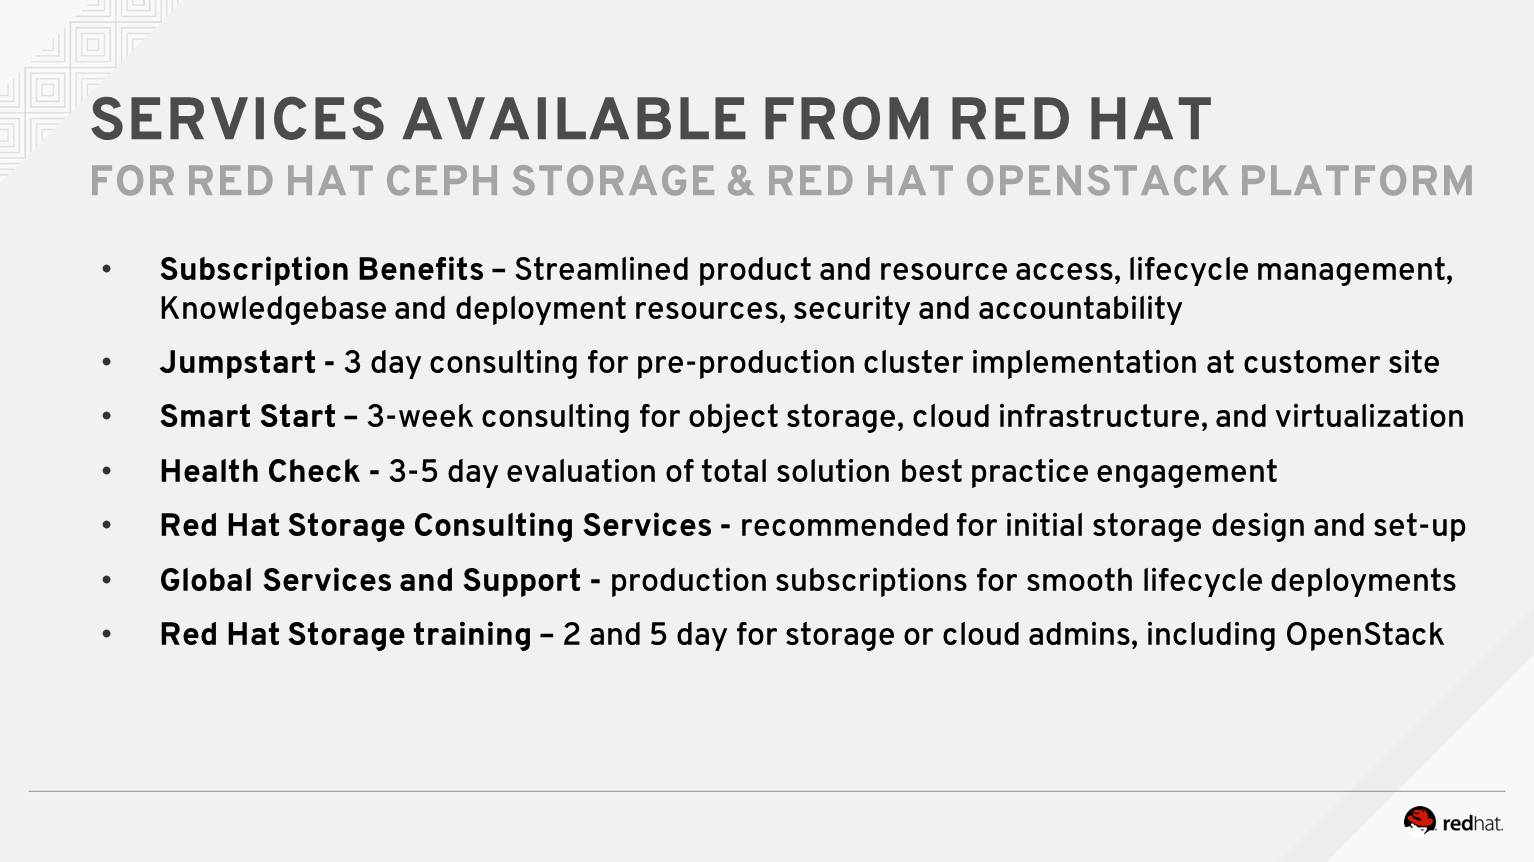 SERVICES AVAILABLE FROM RED HAT
FOR RED HAT CEPH STORAGE & RED HAT OPENSTACK PLATFORM
• Subscription Benefits – Streamlined product and resource access, lifecycle management,
Knowledgebase and deployment resources, security and accountability
• Jumpstart - 3 day consulting for pre-production cluster implementation at customer site
• Smart Start – 3-week consulting for object storage, cloud infrastructure, and virtualization
• Health Check - 3-5 day evaluation of total solution best practice engagement
• Red Hat Storage Consulting Services - recommended for initial storage design and set-up
• Global Services and Support - production subscriptions for smooth lifecycle deployments
• Red Hat Storage training – 2 and 5 day for storage or cloud admins, including OpenStack
redhat.